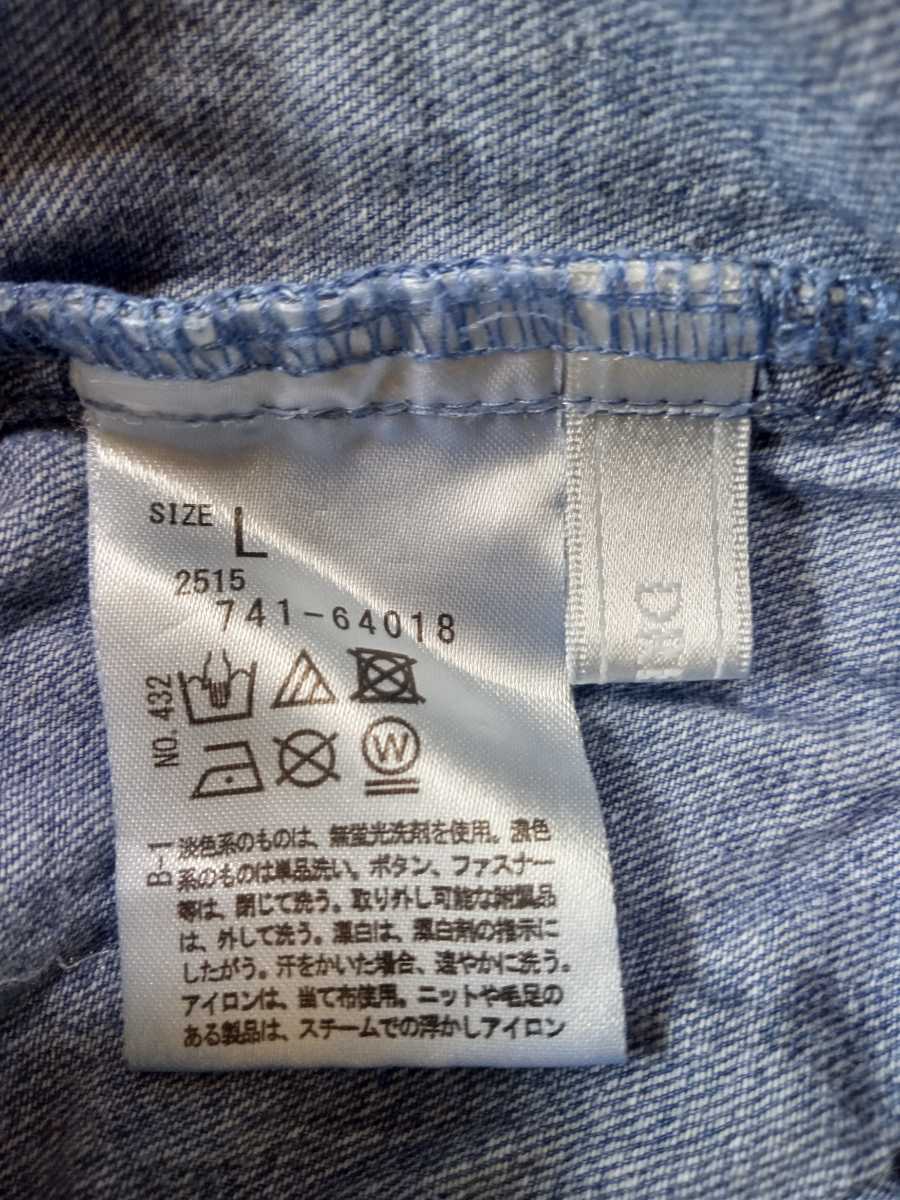 SIZE L
2515
741-64018
NO. 432
W
B-1
淡色系のものは、無蛍光洗剤を使用。濃色
系のものは単品洗い。ボタン、ファスナー
等は、閉じて洗う。取り外し可能な附属品
は、外して洗う。漂白は、漂白剤の指示に
したがう。汗をかいた場合、速やかに洗う。
アイロンは、当て布使用。ニットや毛足の
ある製品は、スチームでの浮かしアイロン